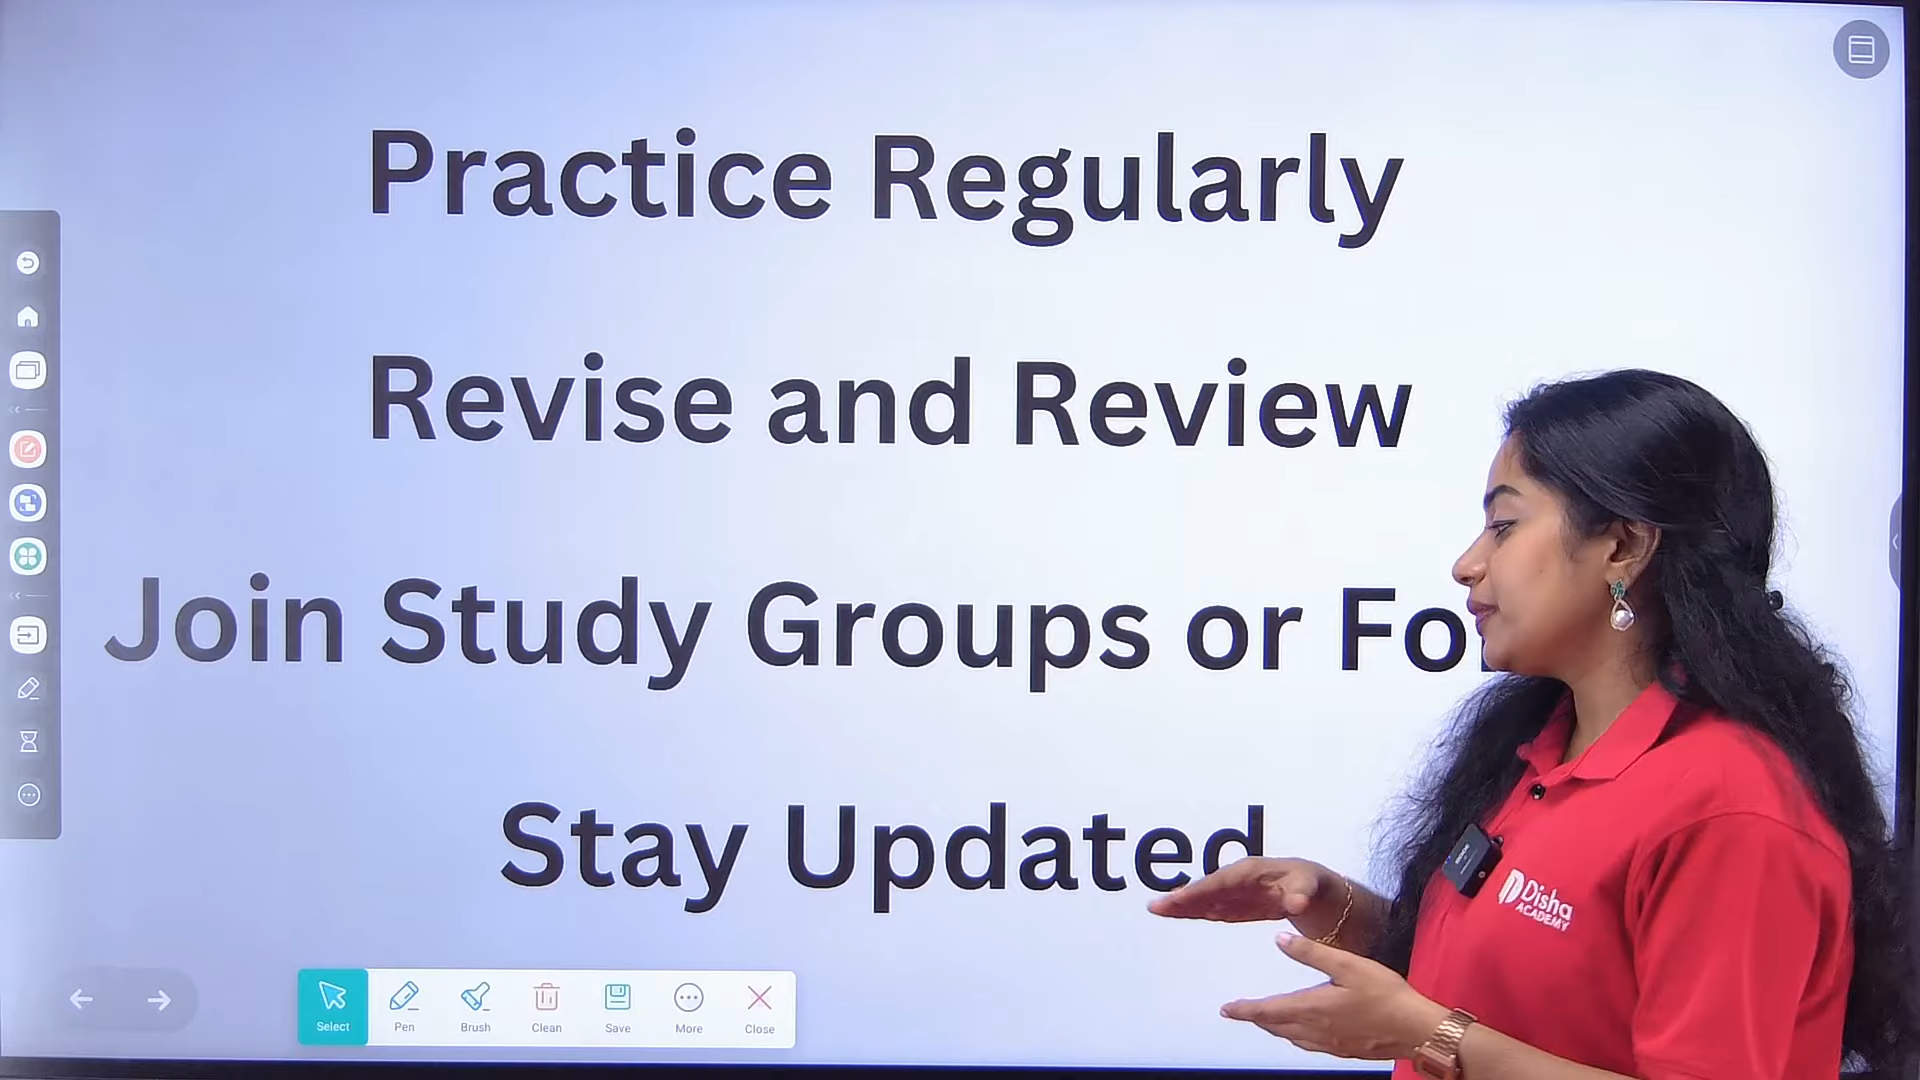 Practice Regularly
Revise and Review
Join Study Groups or
Stay Updated
Select
Pen
Brush
Clean
Save
More
Close
Disha
ACADEMY